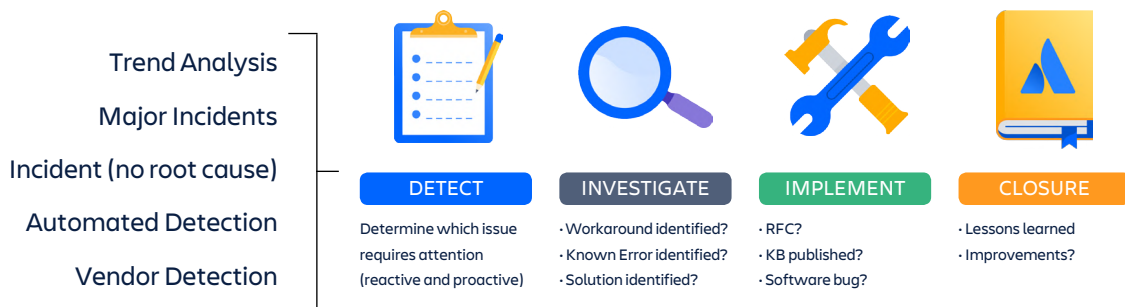 Trend Analysis
Major Incidents
Incident (no root cause)
Automated Detection
Vendor Detection
DETECT
Determine which issue
requires attention
(reactive and proactive)
INVESTIGATE
· Workaround identified?
· Known Error identified?
· Solution identified?
IMPLEMENT
· RFC?
· KB published?
· Software bug?
CLOSURE
· Lessons learned
· Improvements?